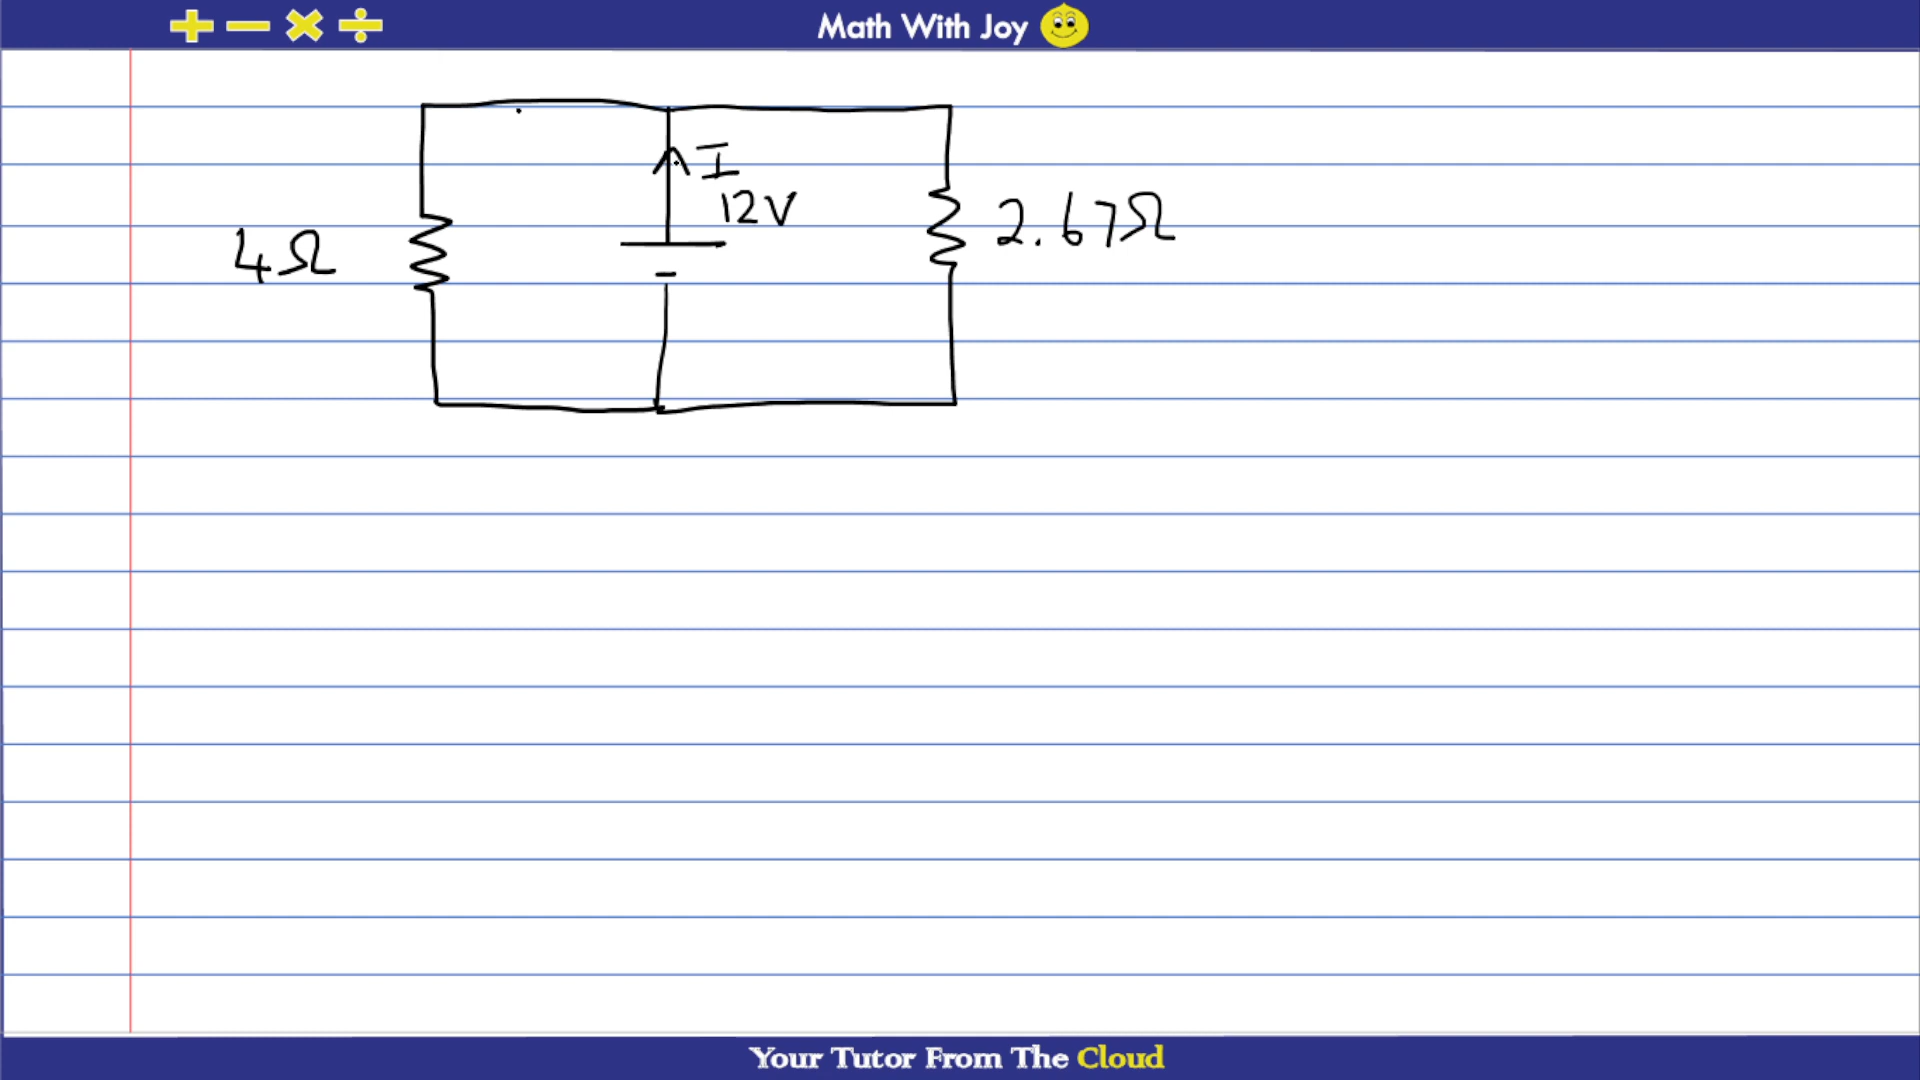 Math With Joy
I
12V
4Ω
2.67Ω
Your Tutor From The Cloud